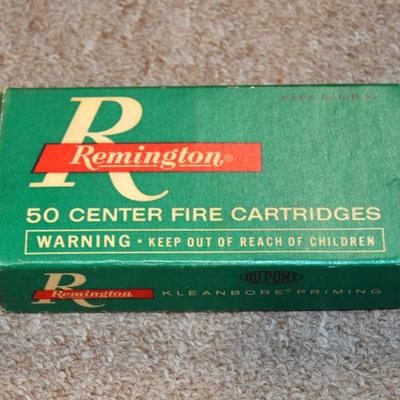 R
Remington®
50 CENTER FIRE CARTRIDGES
WARNING • KEEP OUT OF REACH OF CHILDREN
R
Remington
DU PONT
KLEANBORE® PRIMING